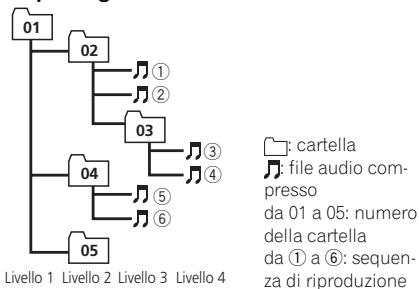 01
02
①
②
03
③
④
04
⑤
⑥
05
Livello 1 Livello 2 Livello 3 Livello 4
: cartella
: file audio com-
presso
da 01 a 05: numero
della cartella
da ① a ⑥: sequen-
za di riproduzione